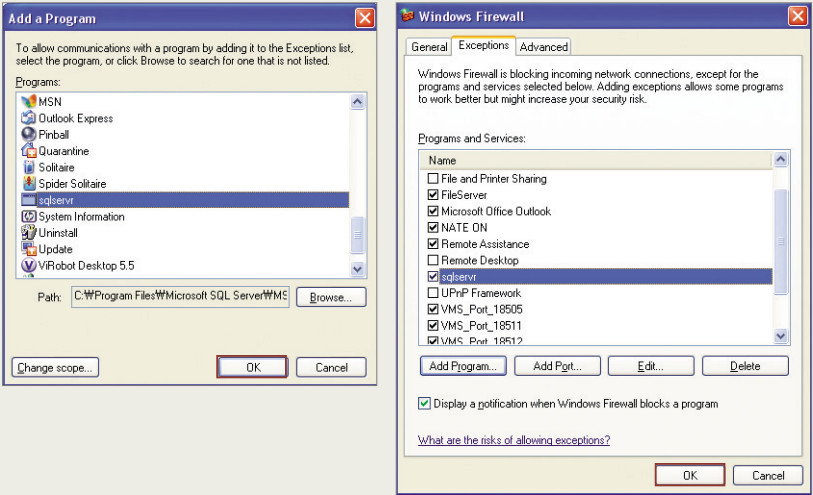 Add a Program
To allow communications with a program by adding it to the Exceptions list,
select the program, or click Browse to search for one that is not listed.
Programs:
MSN
Outlook Express
Pinball
Quarantine
Solitaire
Spider Solitaire
sqlservr
System Information
Uninstall
Update
ViRobot Desktop 5.5
Path: C:₩Program Files₩Microsoft SQL Server₩MS
Browse...
Change scope...
OK
Cancel
Windows Firewall
General
Exceptions
Advanced
Windows Firewall is blocking incoming network connections, except for the
programs and services selected below. Adding exceptions allows some programs
to work better but might increase your security risk.
Programs and Services:
Name
File and Printer Sharing
FileServer
Microsoft Office Outlook
NATE ON
Remote Assistance
Remote Desktop
sqlservr
UPnP Framework
VMS_Port_18505
VMS_Port_18511
VMS_Port_18512
Add Program...
Add Port...
Edit...
Delete
Display a notification when Windows Firewall blocks a program
What are the risks of allowing exceptions?
OK
Cancel